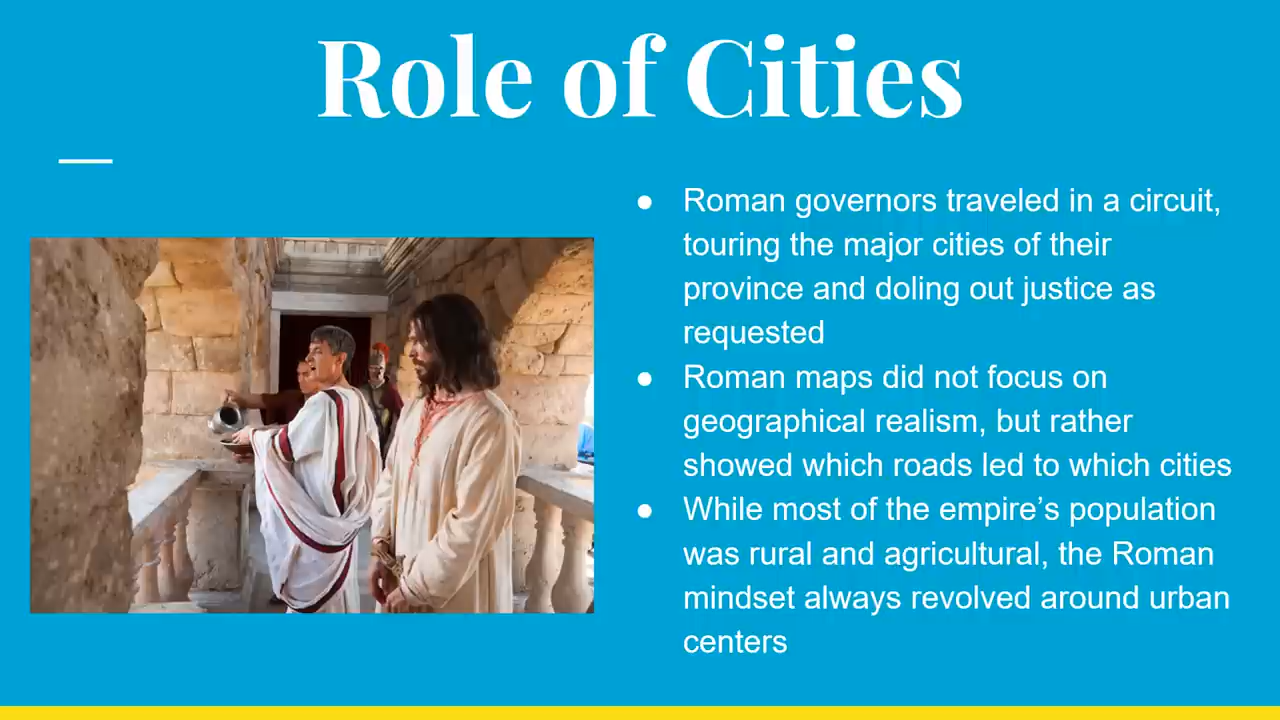 Role of Cities
● Roman governors traveled in a circuit,
touring the major cities of their
province and doling out justice as
requested
● Roman maps did not focus on
geographical realism, but rather
showed which roads led to which cities
● While most of the empire’s population
was rural and agricultural, the Roman
mindset always revolved around urban
centers